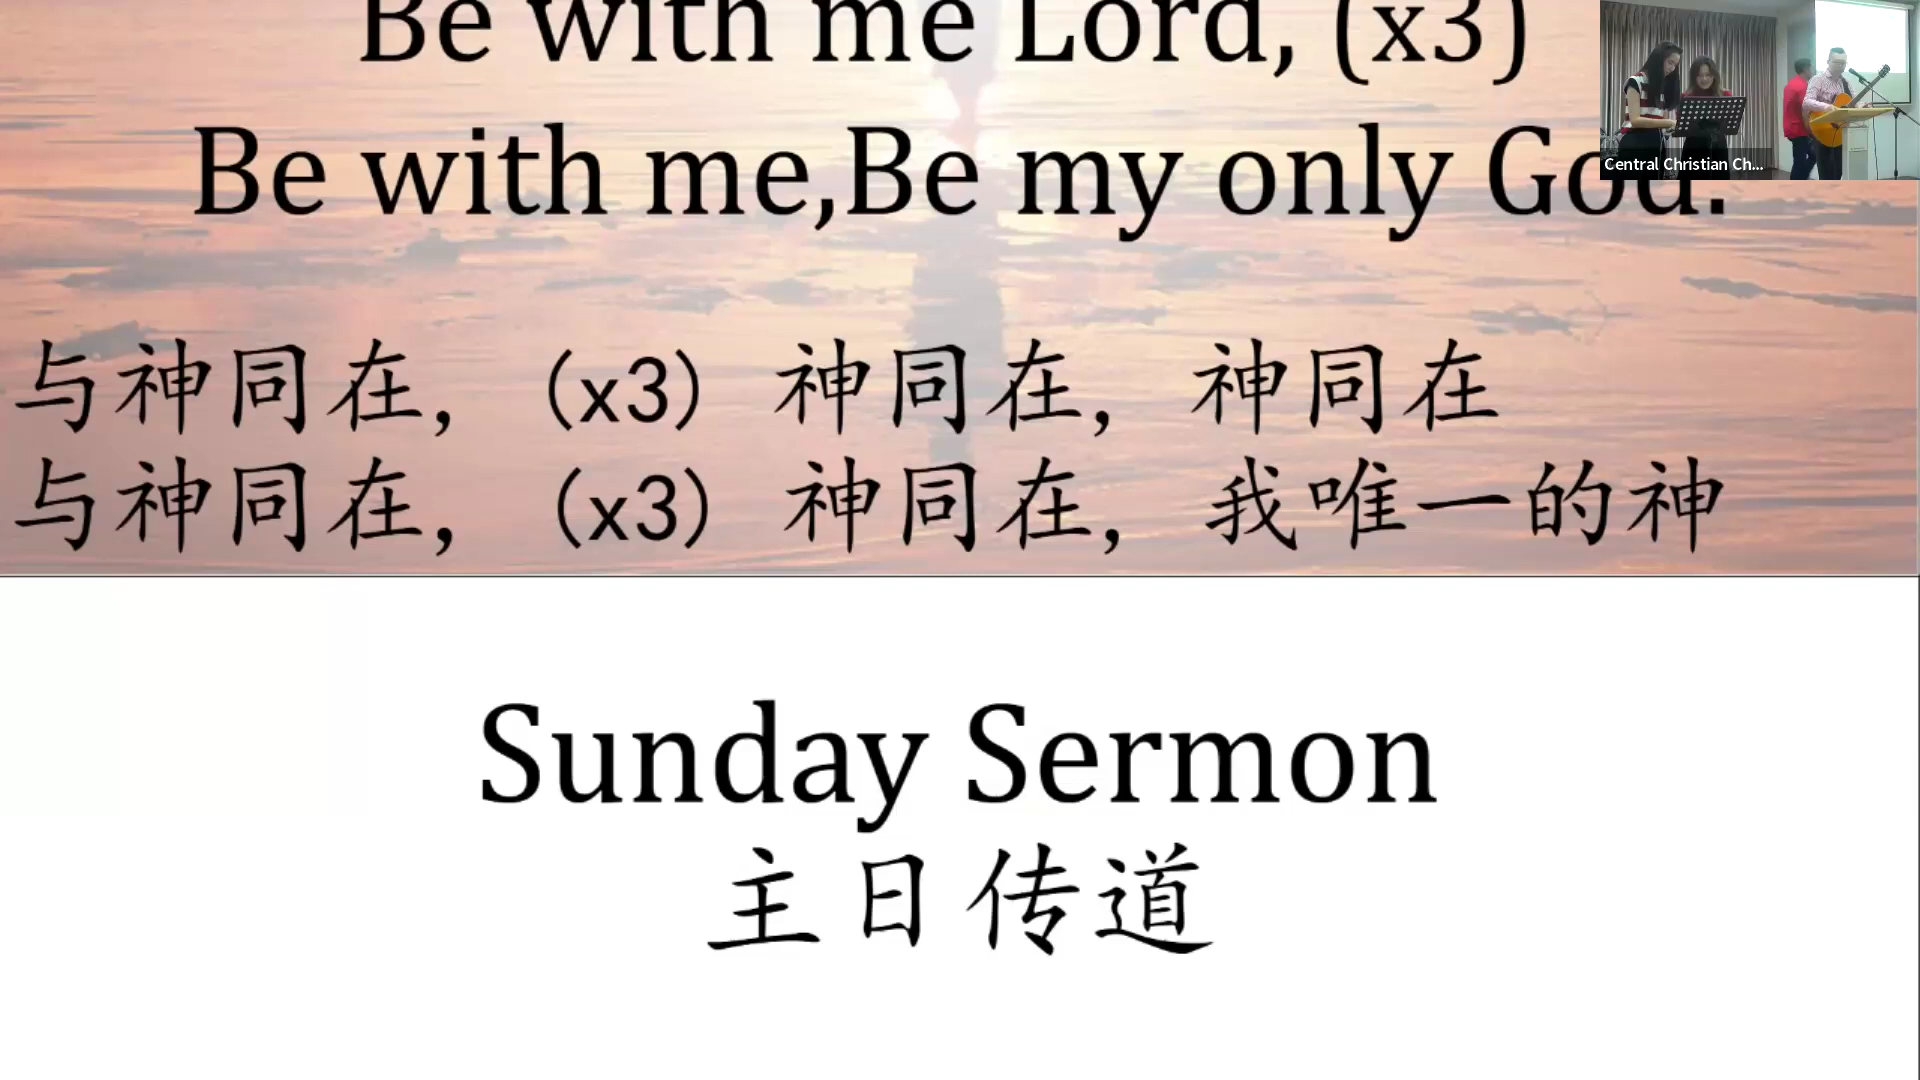 Be with me Lord, (x3)
Be with me,Be my only God.
Central Christian Ch...
与神同在, (x3) 神同在, 神同在
与神同在, (x3) 神同在, 我唯一的神
Sunday Sermon
主日传道